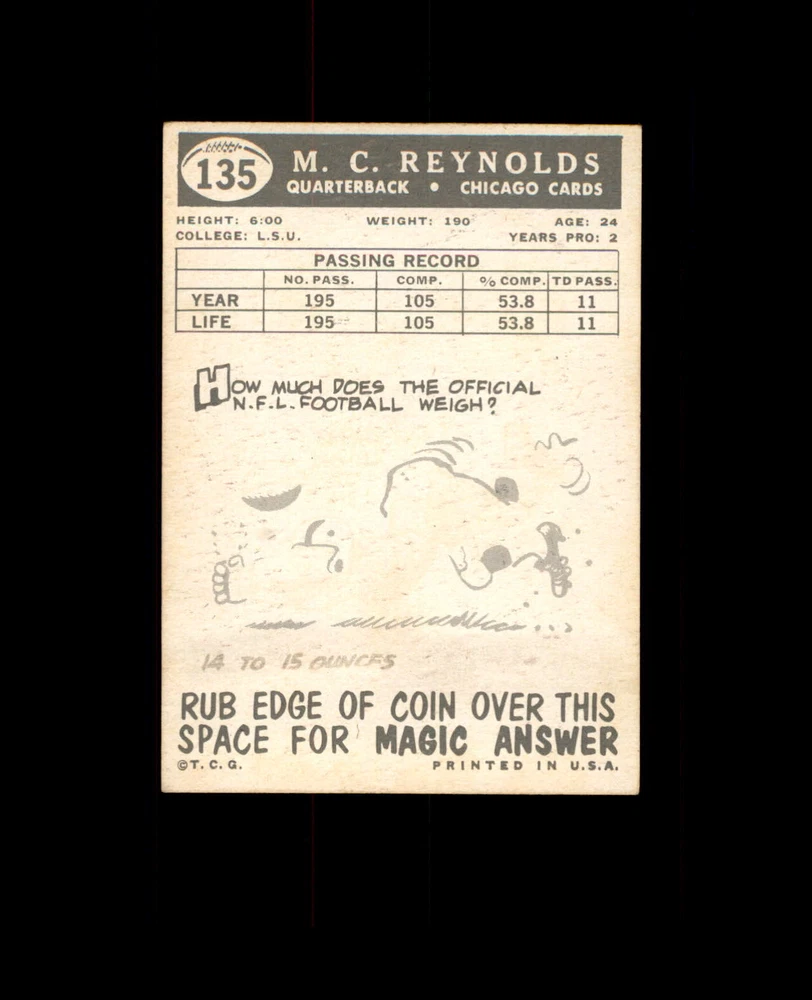 135
M. C. REYNOLDS
QUARTERBACK • CHICAGO CARDS
HEIGHT: 6:00 WEIGHT: 190 AGE: 24
COLLEGE: L.S.U. YEARS PRO: 2
PASSING RECORD
NO. PASS. COMP. % COMP. TD PASS.
YEAR 195 105 53.8 11
LIFE 195 105 53.8 11
HOW MUCH DOES THE OFFICIAL
N.F.L. FOOTBALL WEIGH?
14 TO 15 OUNCES
RUB EDGE OF COIN OVER THIS
SPACE FOR MAGIC ANSWER
©T. C. G. PRINTED IN U.S.A.